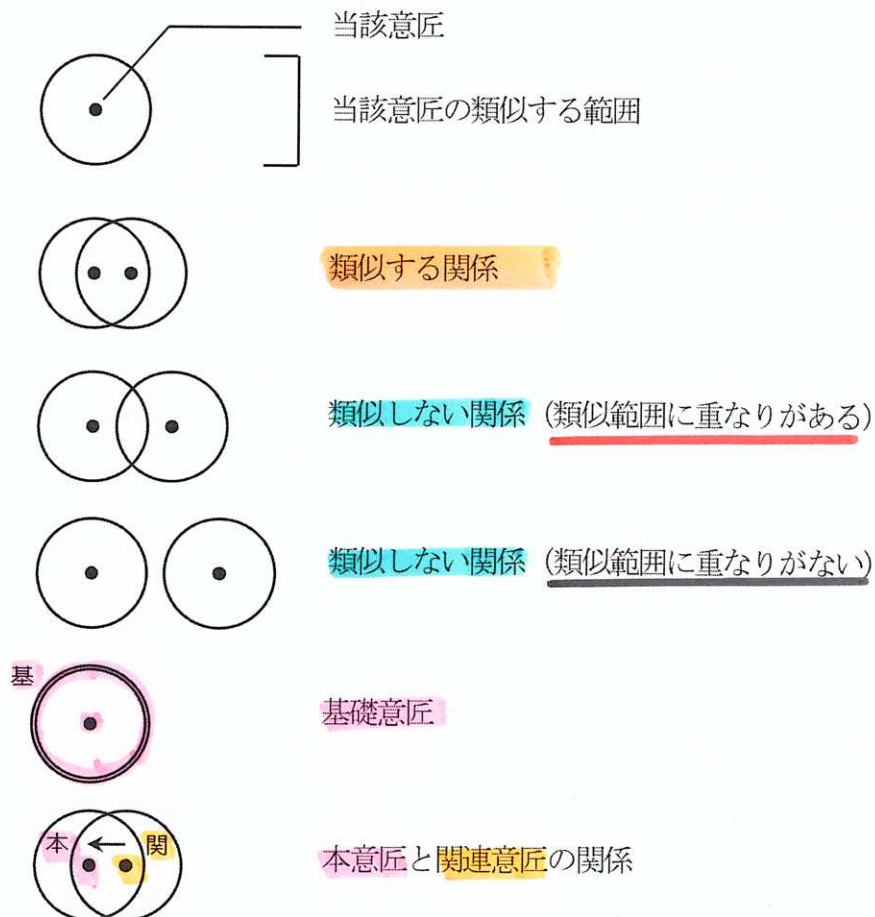 当該意匠
当該意匠の類似する範囲
類似する関係
類似しない関係 (類似範囲に重なりがある)
類似しない関係 (類似範囲に重なりがない)
基
基礎意匠
本 関
本意匠と関連意匠の関係